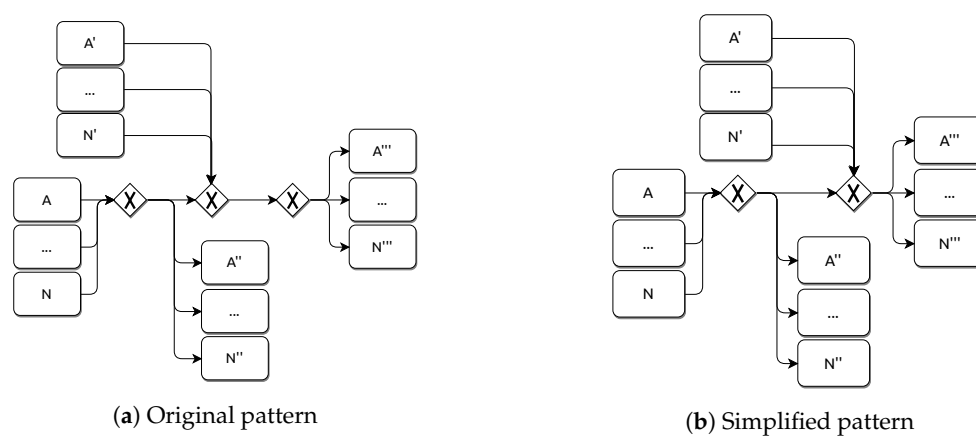 A'
...
N'
A
...
N
X
X
X
A'''
...
N'''
A''
...
N''
(a) Original pattern
A'
...
N'
A
...
N
X
X
A'''
...
N'''
A''
...
N''
(b) Simplified pattern